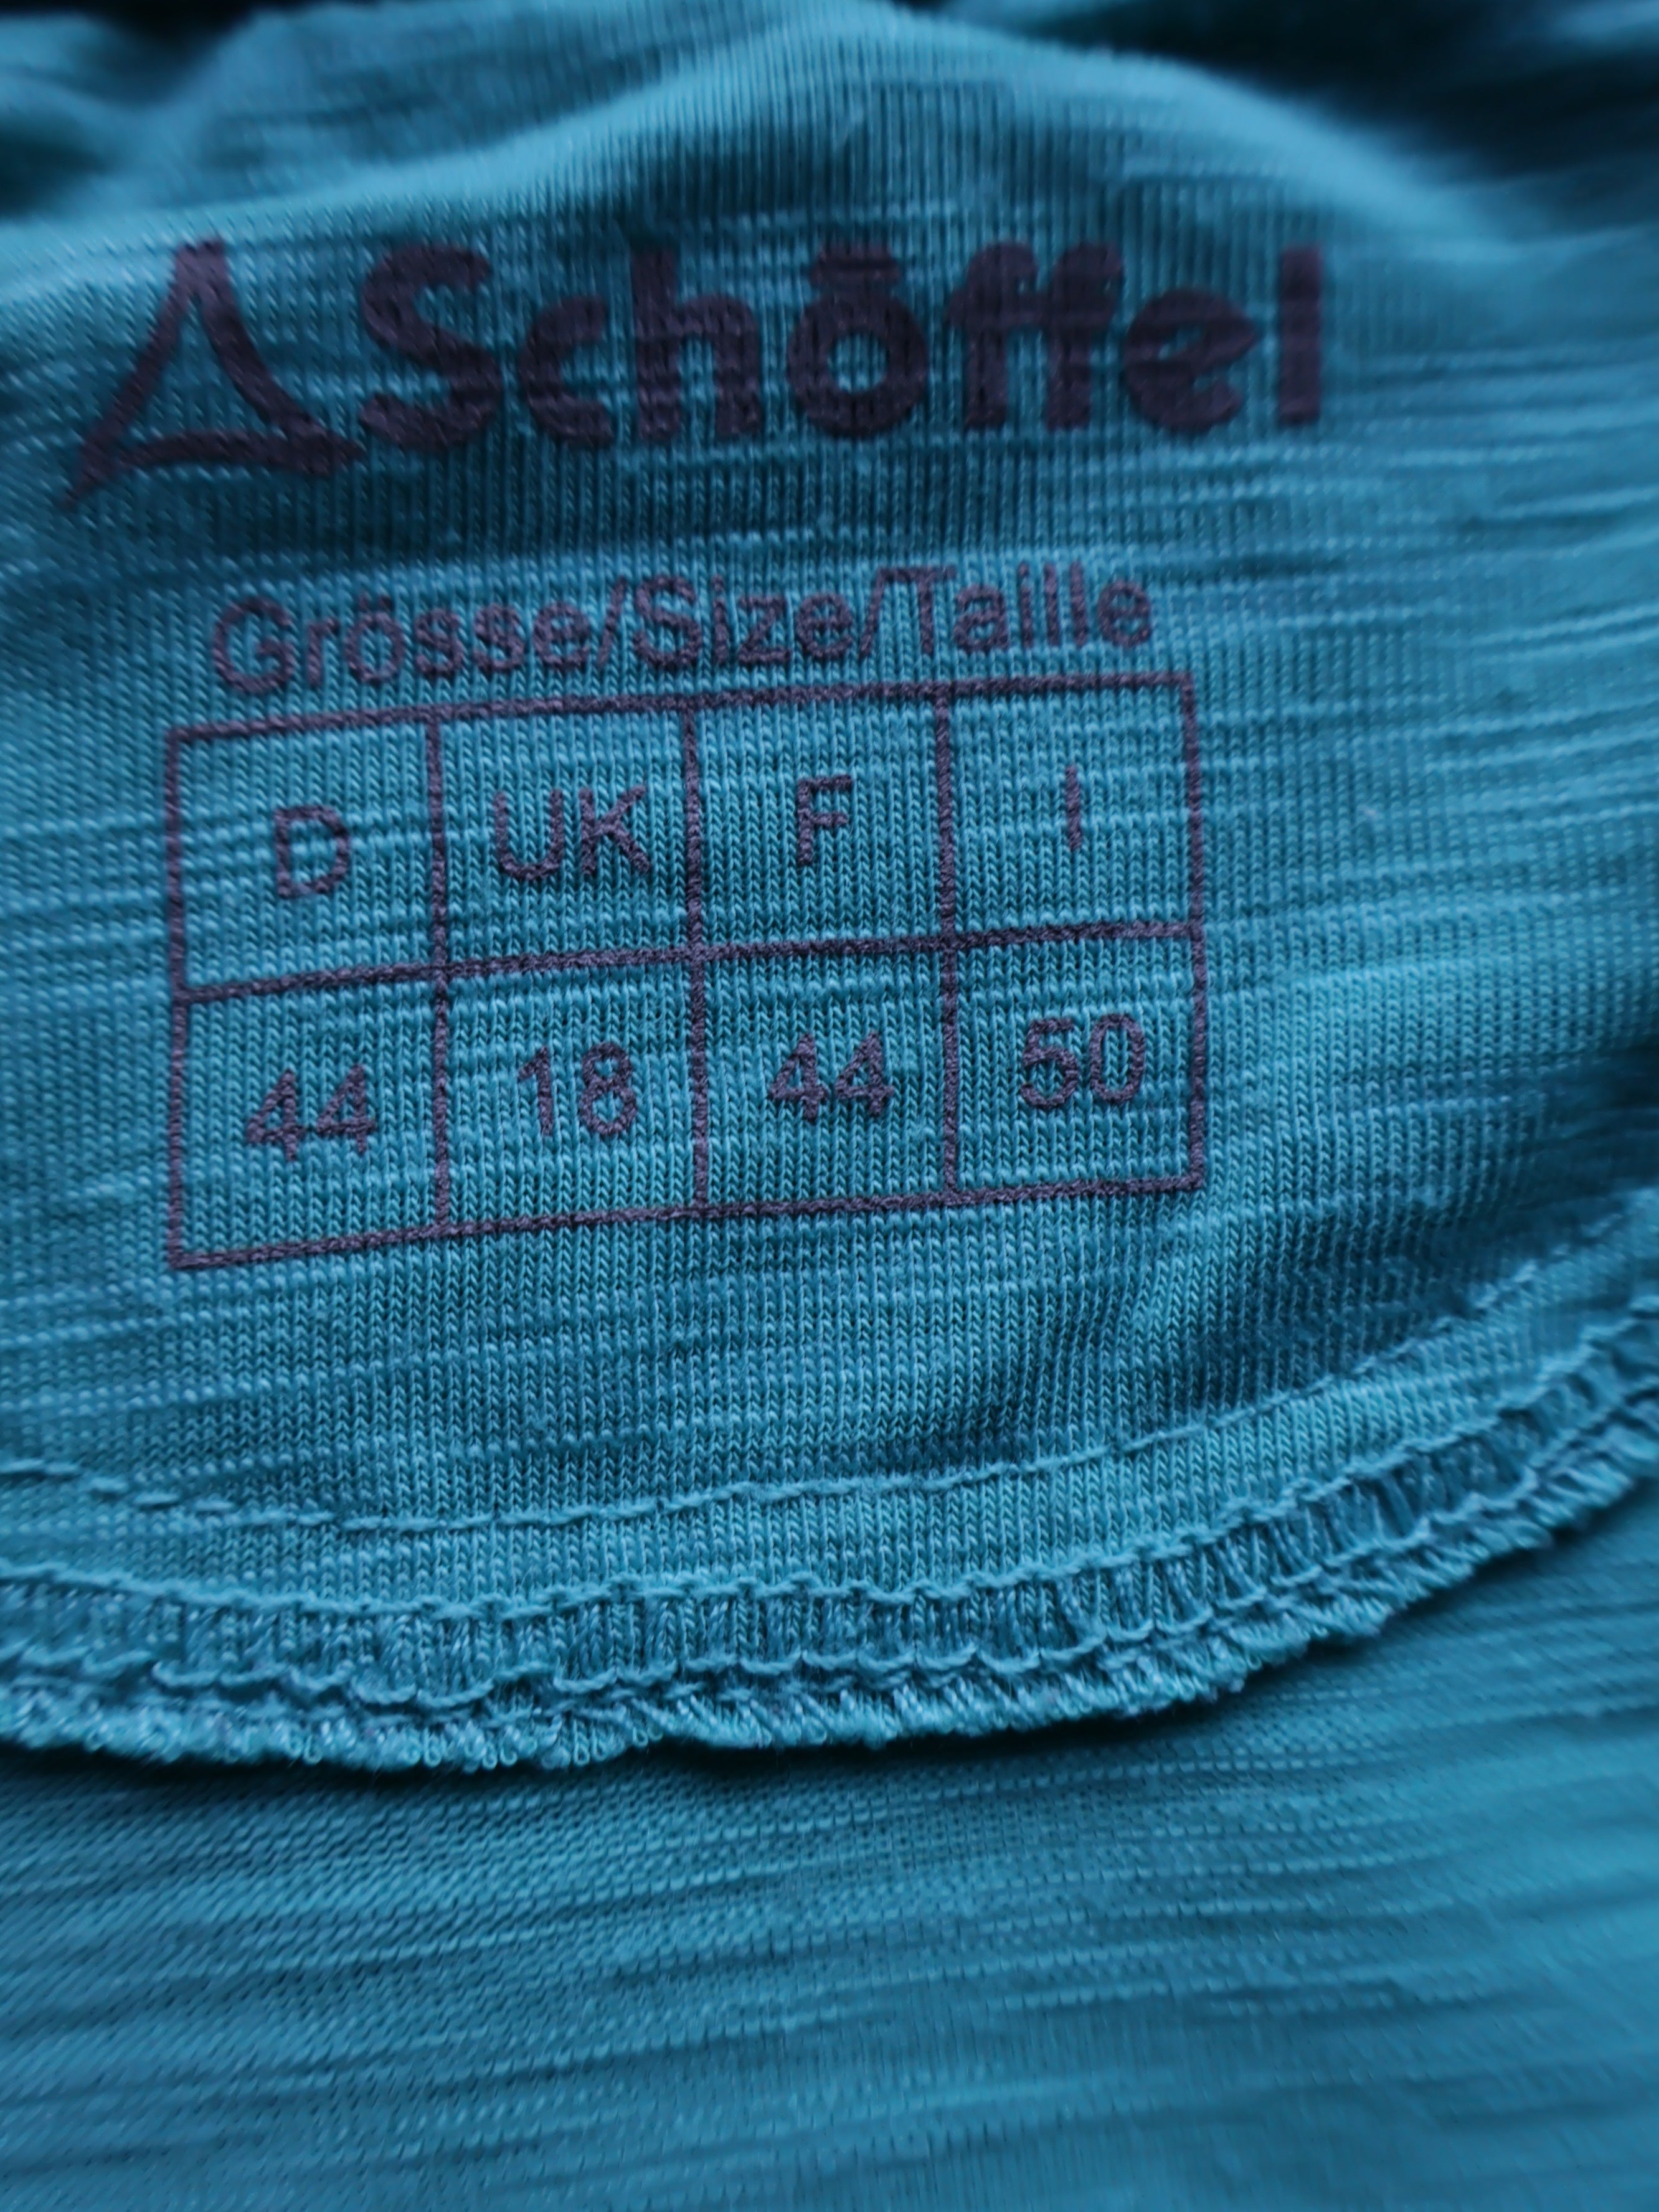 Schöffel
Grösse/Size/Taille
D UK F I
44 18 44 50